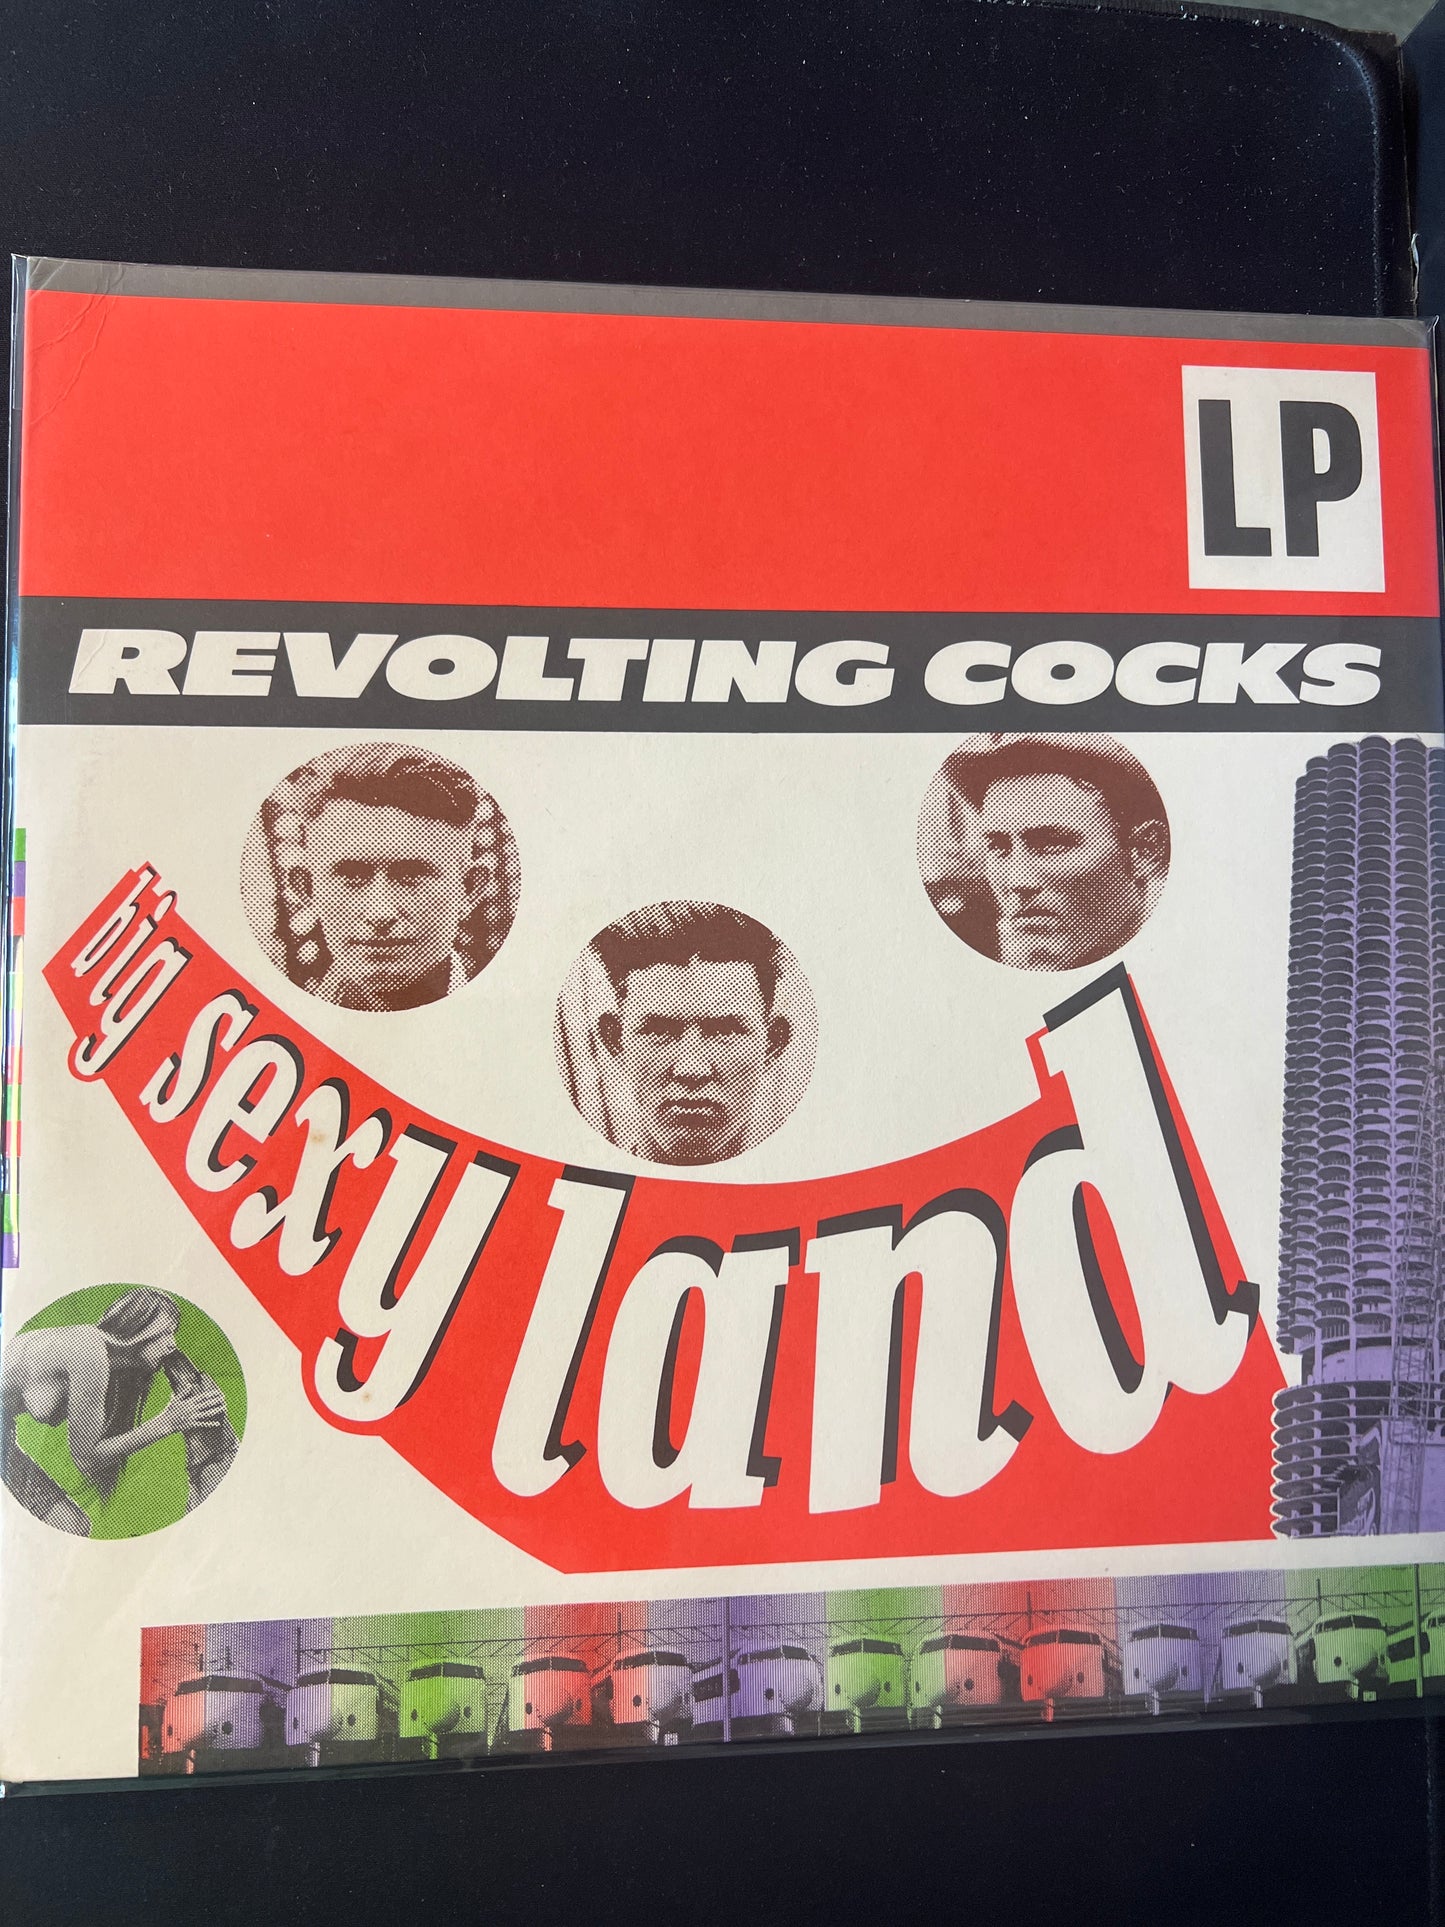 LP
REVOLTING COCKS
big sexy land